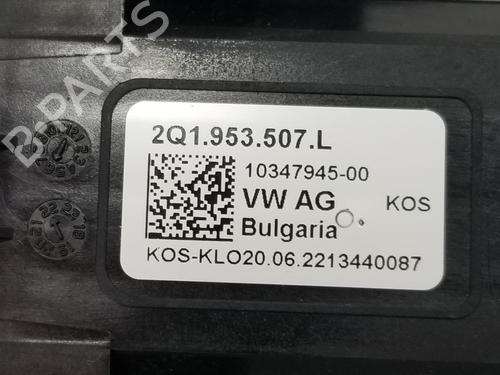 B-PARTS
2Q1.953.507.L
10347945-00
VW AG
KOS
Bulgaria
KOS-KLO20.06.2213440087